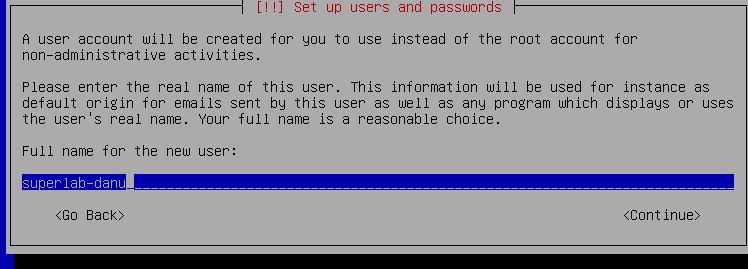 [!!] Set up users and passwords
A user account will be created for you to use instead of the root account for
non-administrative activities.
Please enter the real name of this user. This information will be used for instance as
default origin for emails sent by this user as well as any program which displays or uses
the user's real name. Your full name is a reasonable choice.
Full name for the new user:
superlab-danu
<Go Back> <Continue>